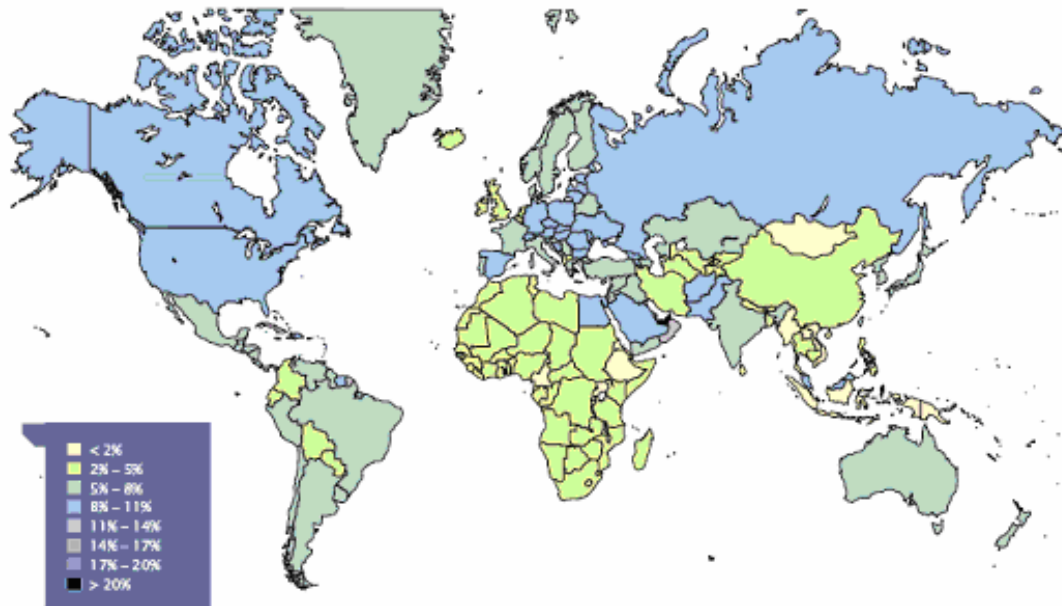 < 2%
2% – 5%
5% – 8%
8% – 11%
11% – 14%
14% – 17%
17% – 20%
> 20%